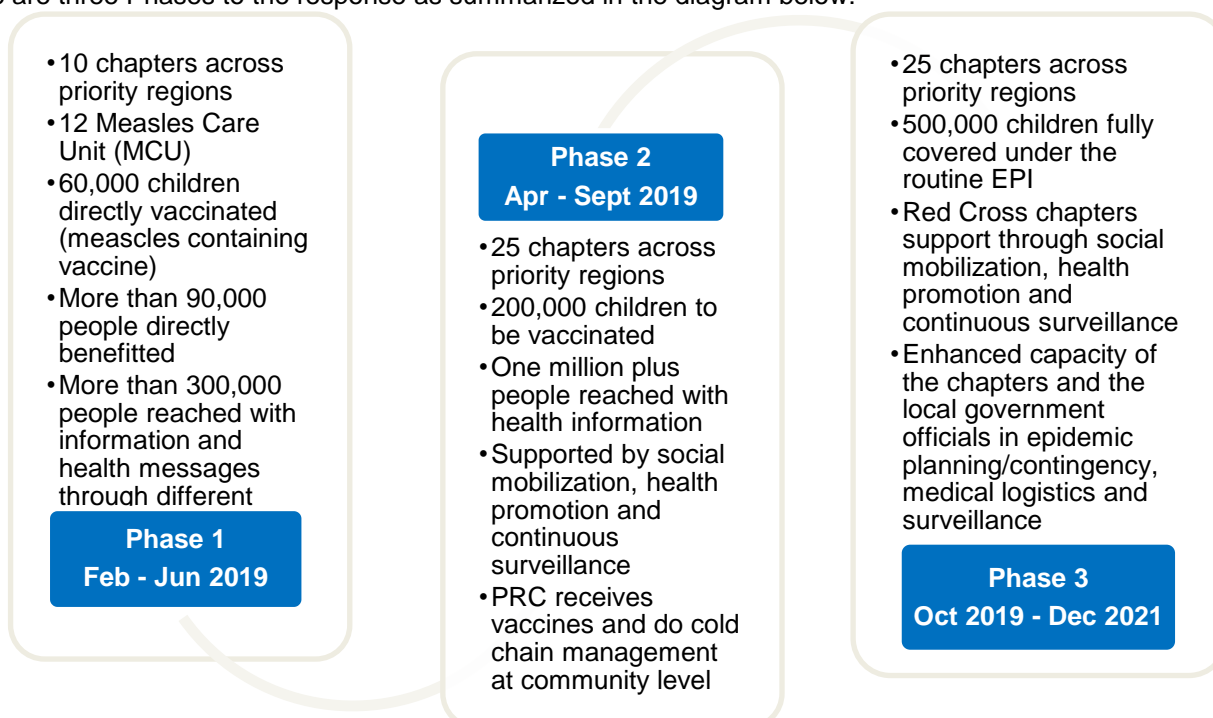 are three Phases to the response as summarized in the diagram below.
•10 chapters across
priority regions
•12 Measles Care
Unit (MCU)
•60,000 children
directly vaccinated
(meascles containing
vaccine)
•More than 90,000
people directly
benefitted
•More than 300,000
people reached with
information and
health messages
through different
Phase 1
Feb - Jun 2019
Phase 2
Apr - Sept 2019
•25 chapters across
priority regions
•200,000 children to
be vaccinated
•One million plus
people reached with
health information
•Supported by social
mobilization, health
promotion and
continuous
surveillance
•PRC receives
vaccines and do cold
chain management
at community level
•25 chapters across
priority regions
•500,000 children fully
covered under the
routine EPI
•Red Cross chapters
support through social
mobilization, health
promotion and
continuous surveillance
•Enhanced capacity of
the chapters and the
local government
officials in epidemic
planning/contingency,
medical logistics and
surveillance
Phase 3
Oct 2019 - Dec 2021